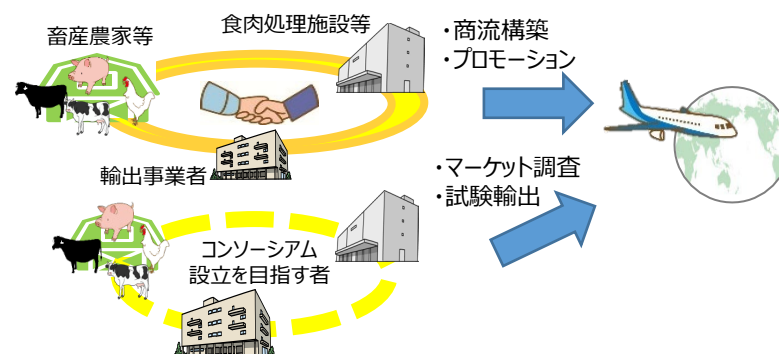 畜産農家等
食肉処理施設等
輸出事業者
・商流構築
・プロモーション
・マーケット調査
・試験輸出
コンソーシアム
設立を目指す者